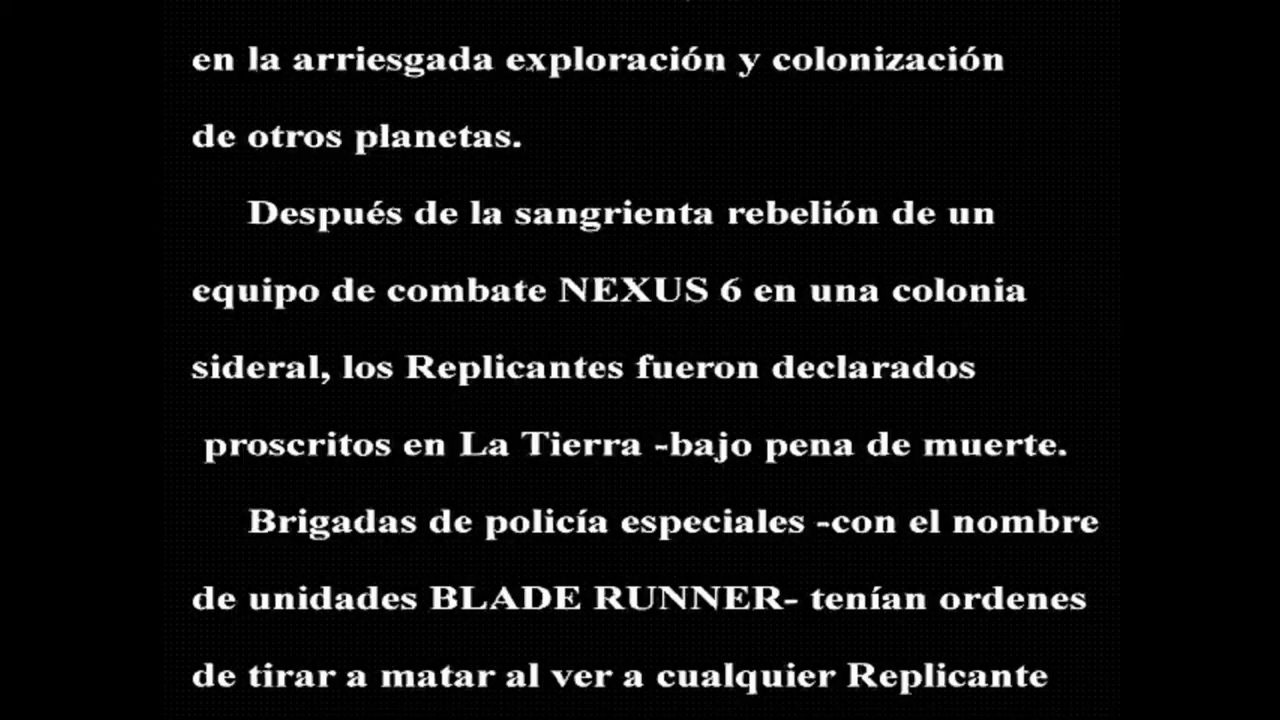 en la arriesgada exploración y colonización
de otros planetas.
Después de la sangrienta rebelión de un
equipo de combate NEXUS 6 en una colonia
sideral, los Replicantes fueron declarados
proscritos en La Tierra -bajo pena de muerte.
Brigadas de policía especiales -con el nombre
de unidades BLADE RUNNER- tenían ordenes
de tirar a matar al ver a cualquier Replicante